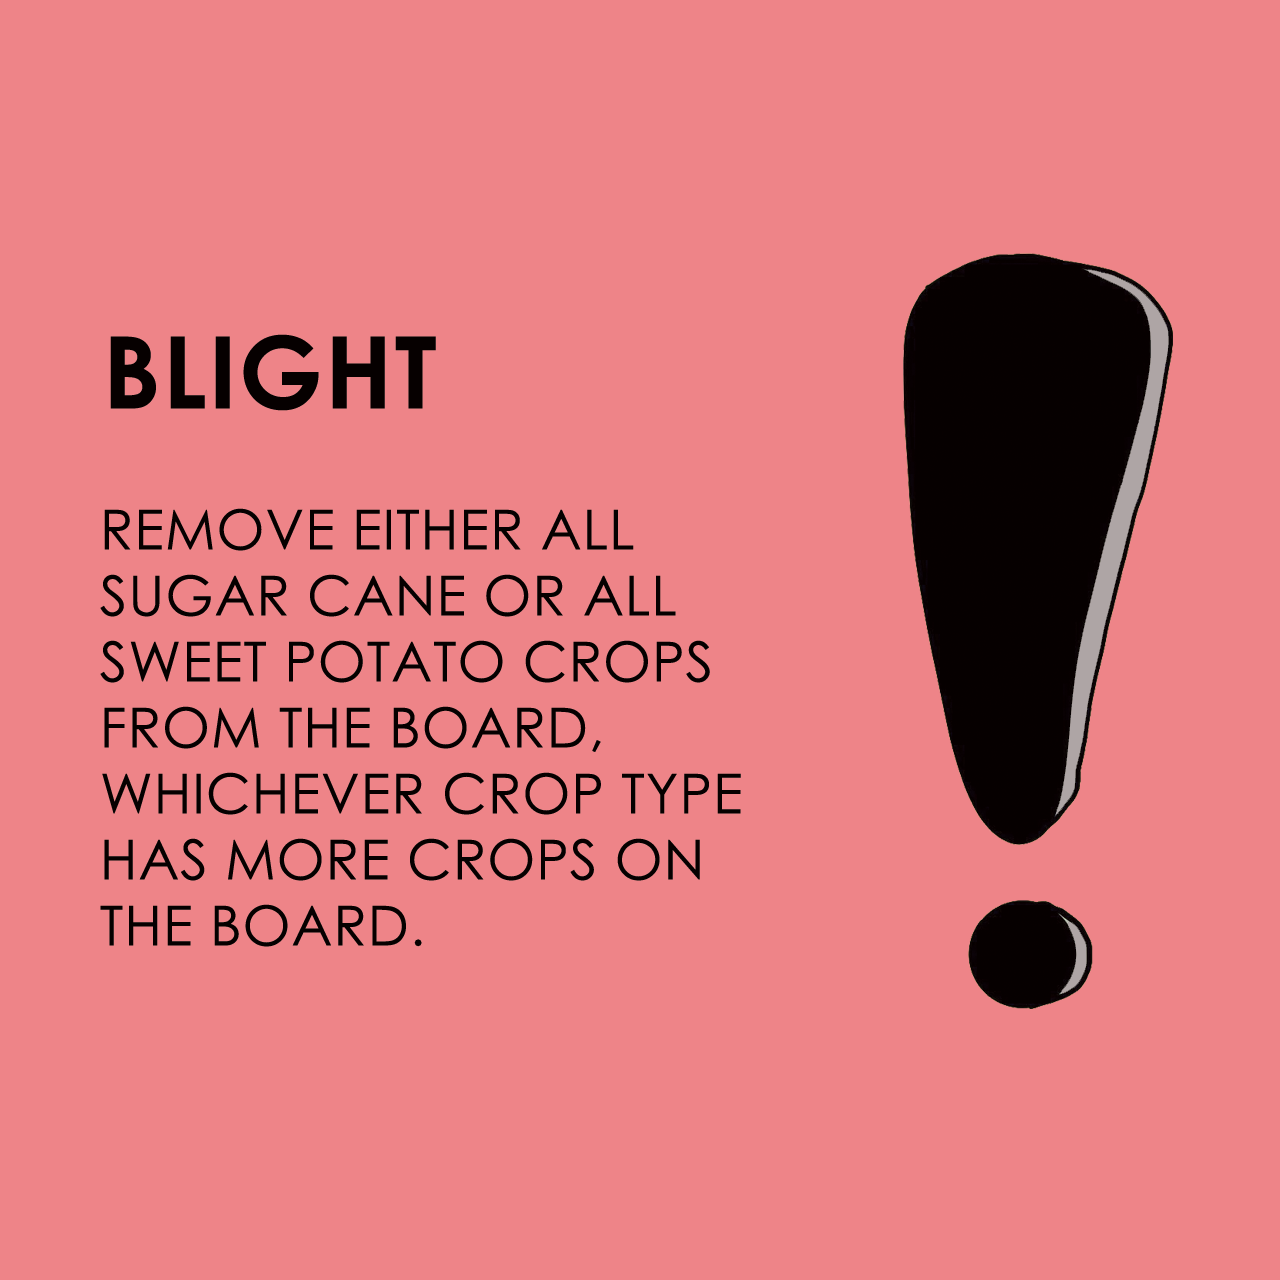 BLIGHT
REMOVE EITHER ALL
SUGAR CANE OR ALL
SWEET POTATO CROPS
FROM THE BOARD,
WHICHEVER CROP TYPE
HAS MORE CROPS ON
THE BOARD.
!